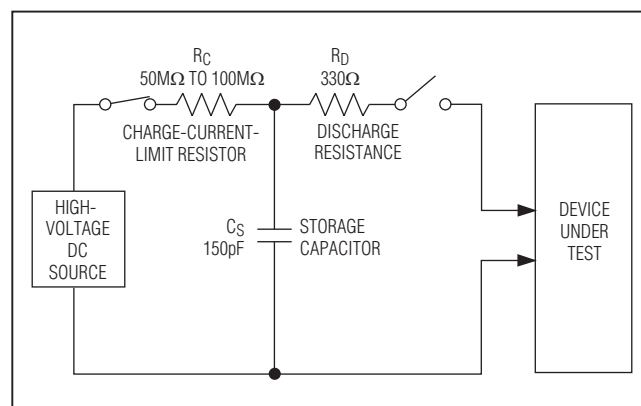 R_C
50MΩ TO 100MΩ
CHARGE-CURRENT-
LIMIT RESISTOR
R_D
330Ω
DISCHARGE
RESISTANCE
HIGH-
VOLTAGE
DC
SOURCE
C_S
150pF
STORAGE
CAPACITOR
DEVICE
UNDER
TEST